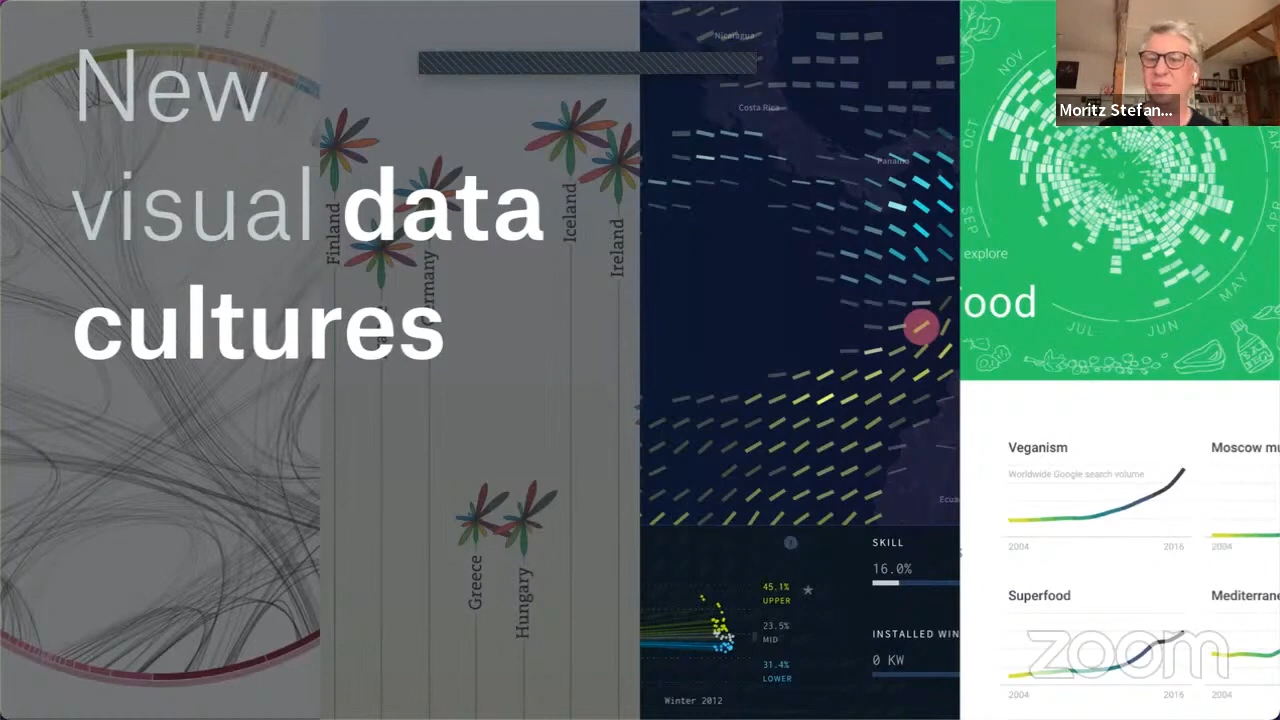 New
visual data
cultures
Finland
Germany
Iceland
Ireland
Greece
Hungary
Nicaragua
Costa Rica
Panama
SKILL
16.0%
45.1%
UPPER
23.5%
MID
31.4%
LOWER
INSTALLED WIN
0 KW
Winter 2012
Moritz Stefan...
NOV
OCT
SEP
APR
MAY
JUN
JUL
explore
ood
Veganism
Worldwide Google search volume
2004
2016
Moscow mu
2004
Superfood
2004
2016
Mediterrane
2004
zoom